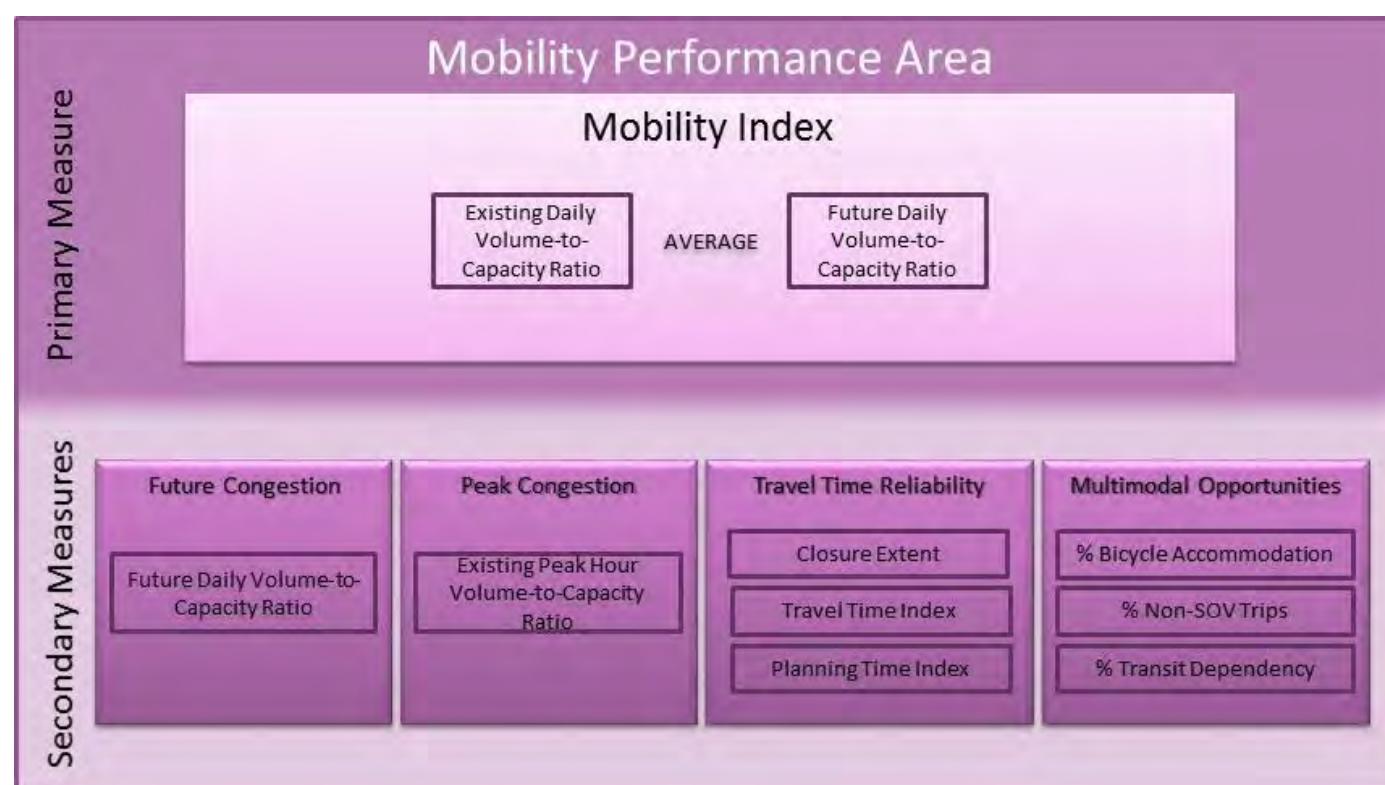 Mobility Performance Area
Primary Measure
Mobility Index
Existing Daily
Volume-to-
Capacity Ratio
AVERAGE
Future Daily
Volume-to-
Capacity Ratio
Secondary Measures
Future Congestion
Future Daily Volume-to-
Capacity Ratio
Peak Congestion
Existing Peak Hour
Volume-to-Capacity
Ratio
Travel Time Reliability
Closure Extent
Travel Time Index
Planning Time Index
Multimodal Opportunities
% Bicycle Accommodation
% Non-SOV Trips
% Transit Dependency